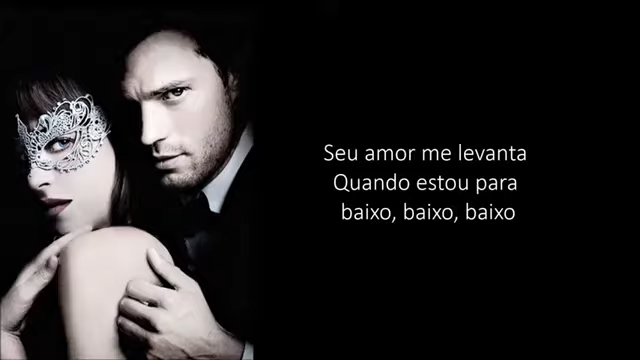 Seu amor me levanta
Quando estou para
baixo, baixo, baixo